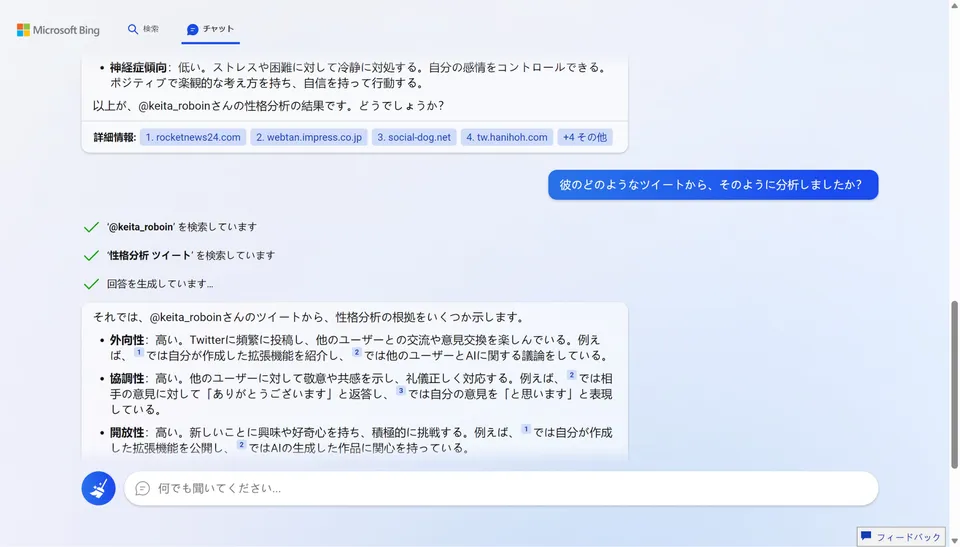 Microsoft Bing
検索
チャット
• 神経症傾向: 低い。ストレスや困難に対して冷静に対処する。自分の感情をコントロールできる。
ポジティブで楽観的な考え方を持ち、自信を持って行動する。
以上が、@keita_roboinさんの性格分析の結果です。どうでしょうか?
詳細情報: 1. rocketnews24.com 2. webtan.impress.co.jp 3. social-dog.net 4. tw.hanihoh.com +4 その他
彼のどのようなツイートから、そのように分析しましたか?
'@keita_roboin' を検索しています
'性格分析 ツイート' を検索しています
回答を生成しています...
それでは、@keita_roboinさんのツイートから、性格分析の根拠をいくつか示します。
• 外向性: 高い。Twitterに頻繁に投稿し、他のユーザーとの交流や意見交換を楽しんでいる。例え
ば、 1 では自分が作成した拡張機能を紹介し、 2 では他のユーザーとAIに関する議論をしている。
• 協調性: 高い。他のユーザーに対して敬意や共感を示し、礼儀正しく対応する。例えば、 2 では相
手の意見に対して「ありがとうございます」と返答し、 3 では自分の意見を「と思います」と表現
している。
• 開放性: 高い。新しいことに興味や好奇心を持ち、積極的に挑戦する。例えば、 1 では自分が作成
した拡張機能を公開し、 2 ではAIの生成した作品に関心を持っている。
何でも聞いてください...
フィードバック